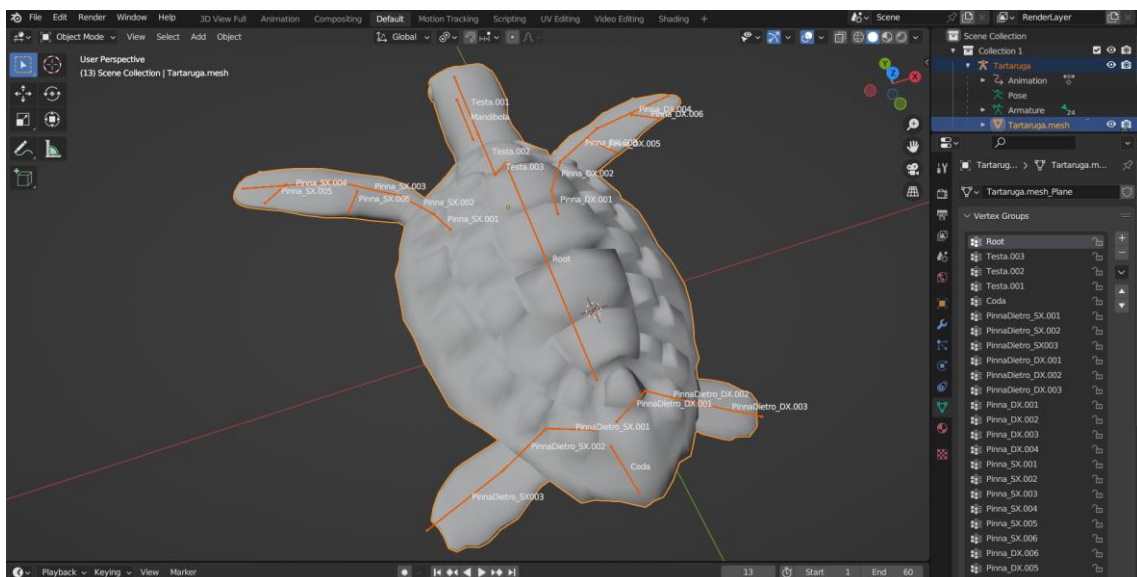 File Edit Render Window Help 3D View Full Animation Compositing Default Motion Tracking Scripting UV Editing Video Editing Shading + Scene RenderLayer
Object Mode View Select Add Object Global
User Perspective
(13) Scene Collection | Tartaruga.mesh
Z
Y
X
Testa.001
Mandibola
Testa.002
Testa.003
Pinna_DX.004
Pinna_DX.006
Pinna_DX.005
Pinna_DX.002
Pinna_DX.001
Pinna_SX.004
Pinna_SX.003
Pinna_SX.005
Pinna_SX.006
Pinna_SX.002
Pinna_SX.001
Root
PinnaDietro_DX.002
PinnaDietro_DX.001
PinnaDietro_DX.003
PinnaDietro_SX.001
PinnaDietro_SX.002
Coda
PinnaDietro_SX003
Scene Collection
Collection 1
Tartaruga
Animation
Pose
Armature 24
Tartaruga.mesh
Tartarug... Tartaruga.m...
Tartaruga.mesh_Plane
Vertex Groups
Root
Testa.003
Testa.002
Testa.001
Coda
PinnaDietro_SX.001
PinnaDietro_SX.002
PinnaDietro_SX003
PinnaDietro_DX.001
PinnaDietro_DX.002
PinnaDietro_DX.003
Pinna_DX.001
Pinna_DX.002
Pinna_DX.003
Pinna_DX.004
Pinna_SX.001
Pinna_SX.002
Pinna_SX.003
Pinna_SX.004
Pinna_SX.005
Pinna_SX.006
Pinna_DX.006
Pinna_DX.005
Playback Keying View Marker 13 Start 1 End 60